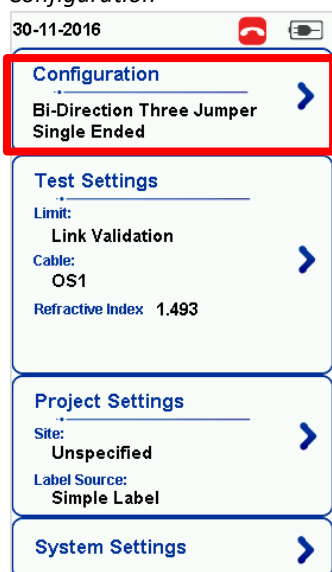 Configuration
30-11-2016
Configuration
Bi-Direction Three Jumper
Single Ended
Test Settings
Limit:
Link Validation
Cable:
OS1
Refractive Index 1.493
Project Settings
Site:
Unspecified
Label Source:
Simple Label
System Settings